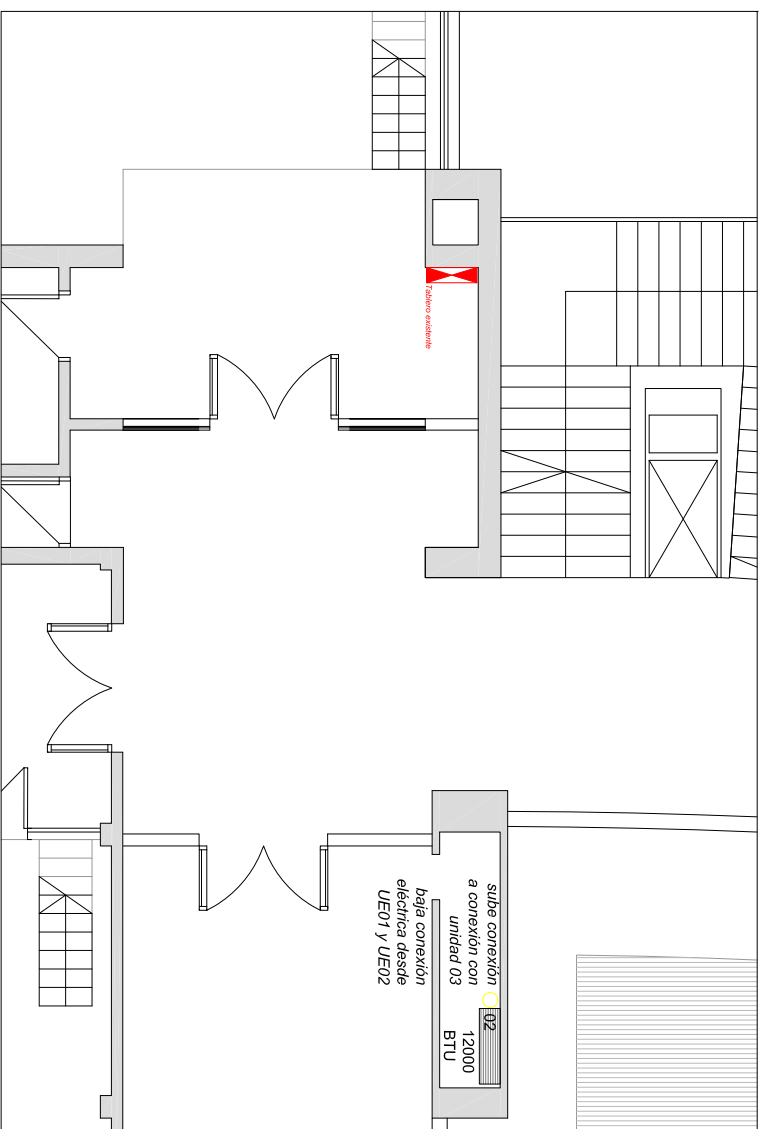 Tablero existente
sube conexión
a conexión con
unidad 03
02
12000
BTU
baja conexión
eléctrica desde
UE01 y UE02